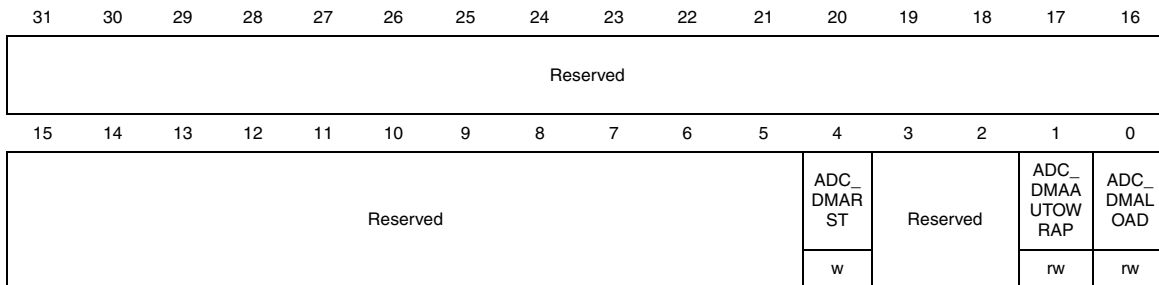 31 30 29 28 27 26 25 24 23 22 21 20 19 18 17 16
Reserved
15 14 13 12 11 10 9 8 7 6 5 4 3 2 1 0
Reserved
ADC_
DMAR
ST
Reserved
ADC_
DMAA
UTOW
RAP
ADC_
DMAL
OAD
w rw rw